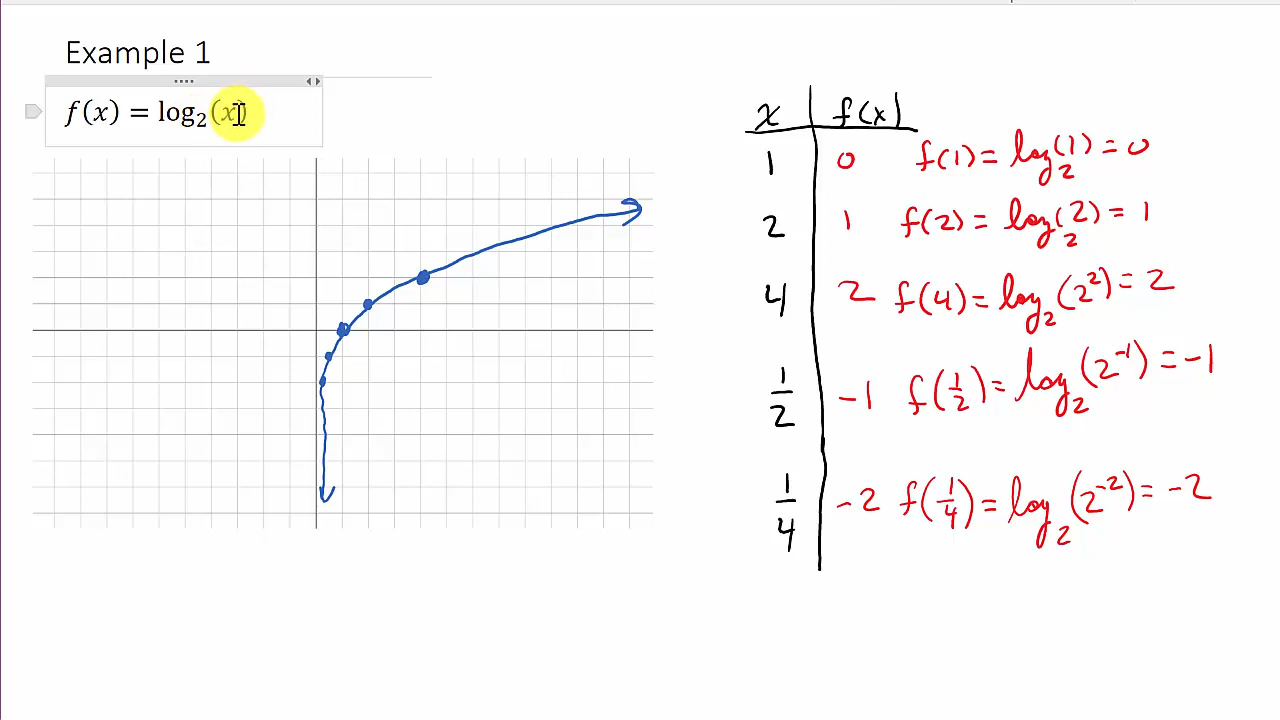 Example 1
f(x) = log₂(x)
x f(x)
1 0 f(1) = log₂(1) = 0
2 1 f(2) = log₂(2) = 1
4 2 f(4) = log₂(2²) = 2
1/2 -1 f(1/2) = log₂(2⁻¹) = -1
1/4 -2 f(1/4) = log₂(2⁻²) = -2